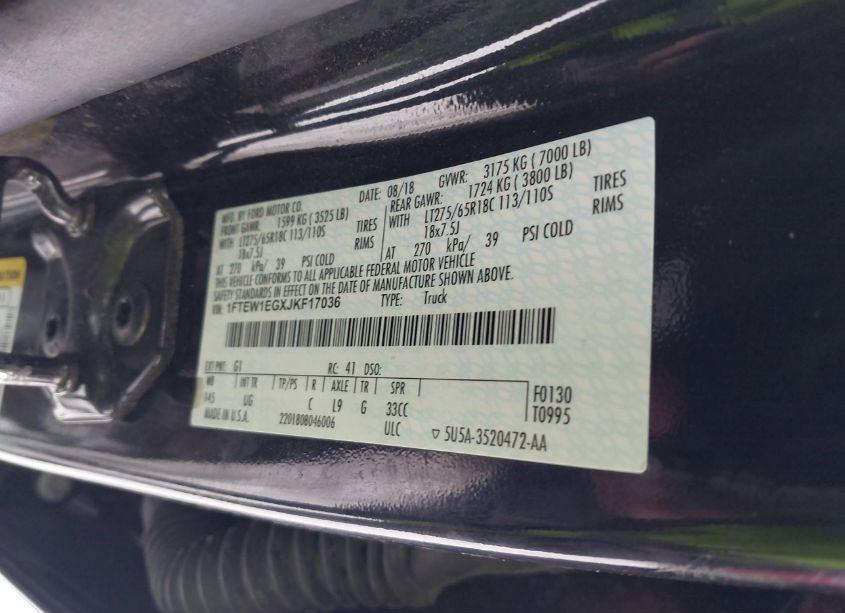 MFD. BY FORD MOTOR CO. DATE: 08/18 GVWR: 3175 KG ( 7000 LB)
FRONT GAWR: 1599 KG ( 3525 LB) REAR GAWR: 1724 KG ( 3800 LB)
WITH LT275/65R18C 113/110S TIRES WITH LT275/65R18C 113/110S TIRES
18x7.5J RIMS 18x7.5J RIMS
AT 270 kPa/ 39 PSI COLD AT 270 kPa/ 39 PSI COLD
THIS VEHICLE CONFORMS TO ALL APPLICABLE FEDERAL MOTOR VEHICLE
SAFETY STANDARDS IN EFFECT ON THE DATE OF MANUFACTURE SHOWN ABOVE.
VIN: 1FTEW1EGXJKF17036 TYPE: Truck
EXT PNT: G1 RC: 41 DSO:
WB INT TR TP/PS R AXLE TR SPR F0130
145 UG C L9 G 33CC T0995
MADE IN U.S.A. 2201808046006 ULC ▽ 5U5A-3520472-AA